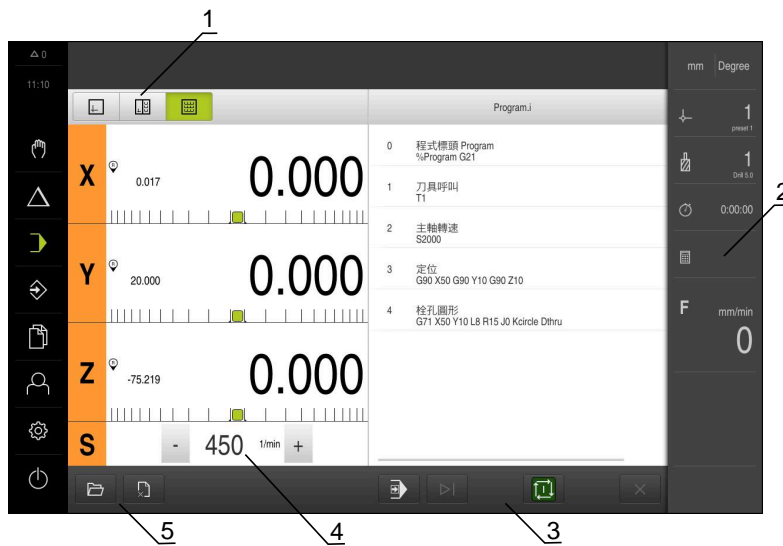 1
0
11:10
mm Degree
Program.i
1
preset 1
1
Drill 5.0
2
0:00:00
F mm/min
0
X R 0.017 0.000
Y R 20.000 0.000
Z R -75.219 0.000
S - 450 1/min +
0 程式標頭 Program
%Program G21
1 刀具呼叫
T1
2 主軸轉速
S2000
3 定位
G90 X50 G90 Y10 G90 Z10
4 栓孔圓形
G71 X50 Y10 L8 R15 J0 Kcircle Dthru
5
4
3